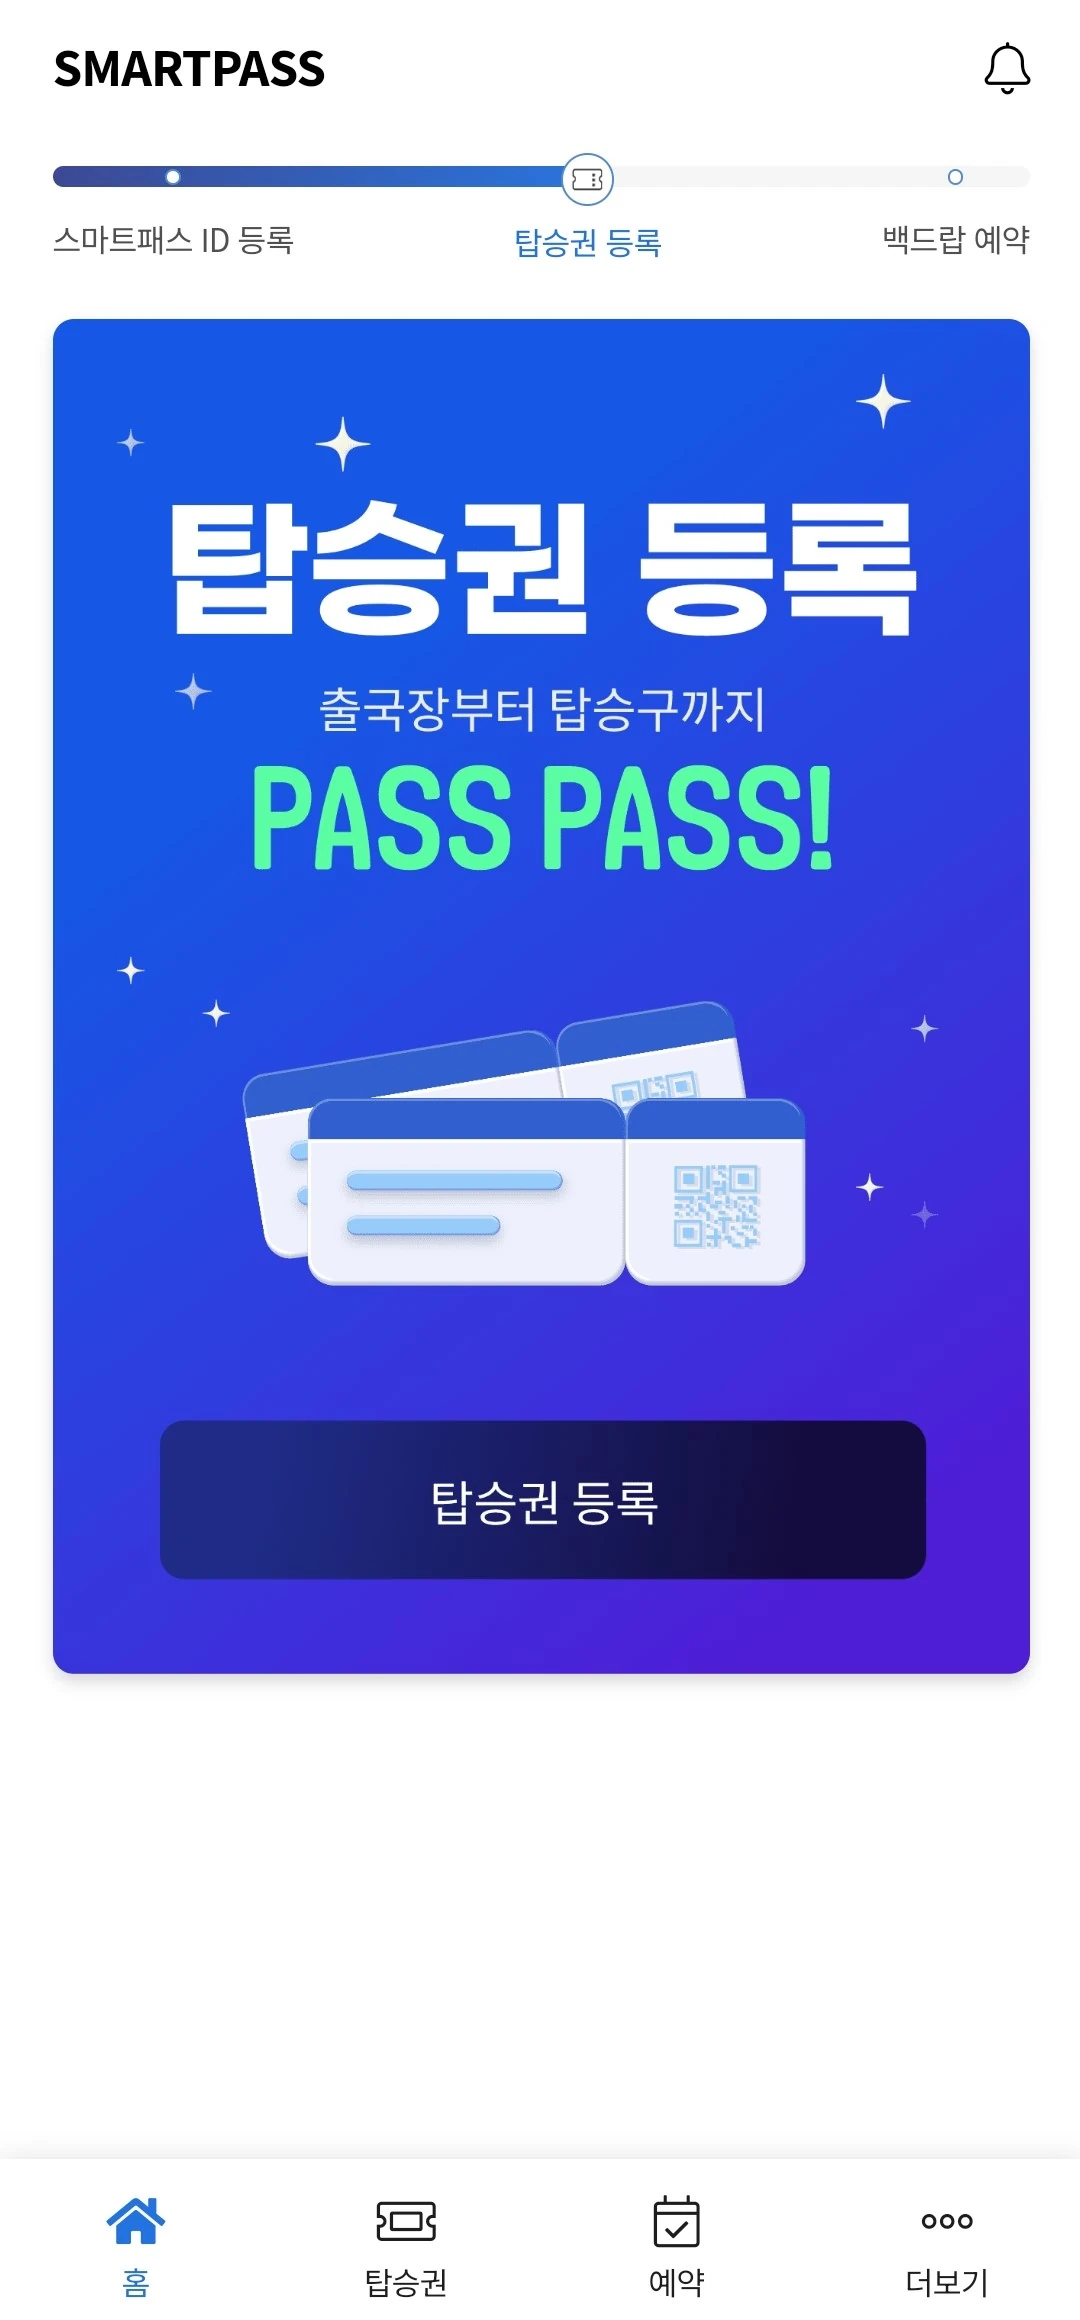 SMARTPASS
스마트패스 ID 등록
탑승권 등록
백드랍 예약
탑승권 등록
출국장부터 탑승구까지
PASS PASS!
탑승권 등록
홈
탑승권
예약
더보기